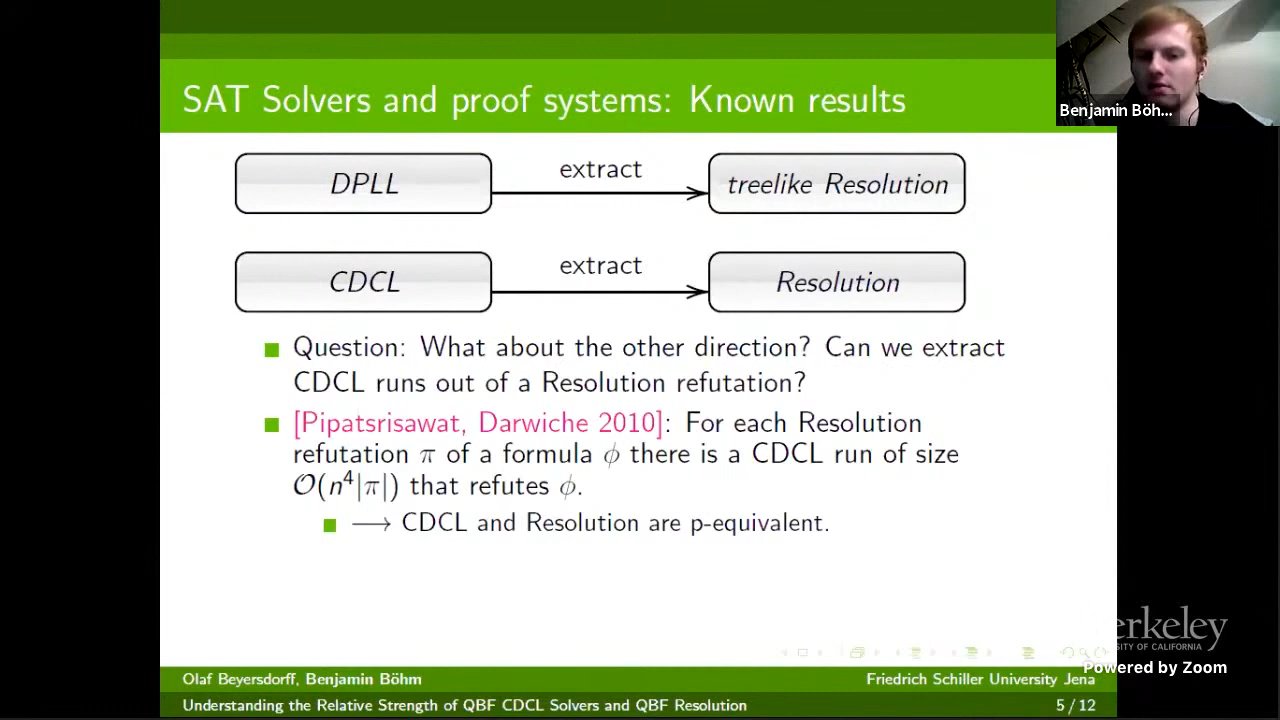 SAT Solvers and proof systems: Known results
Benjamin Böh...
DPLL
extract
treelike Resolution
CDCL
extract
Resolution
Question: What about the other direction? Can we extract
CDCL runs out of a Resolution refutation?
[Pipatsrisawat, Darwiche 2010]: For each Resolution
refutation π of a formula ϕ there is a CDCL run of size
𝒪(n⁴|π|) that refutes ϕ.
⟶ CDCL and Resolution are p-equivalent.
erkeley
OF CALIFORNIA
Powered by Zoom
Olaf Beyersdorff, Benjamin Böhm
Friedrich Schiller University Jena
Understanding the Relative Strength of QBF CDCL Solvers and QBF Resolution
5 / 12